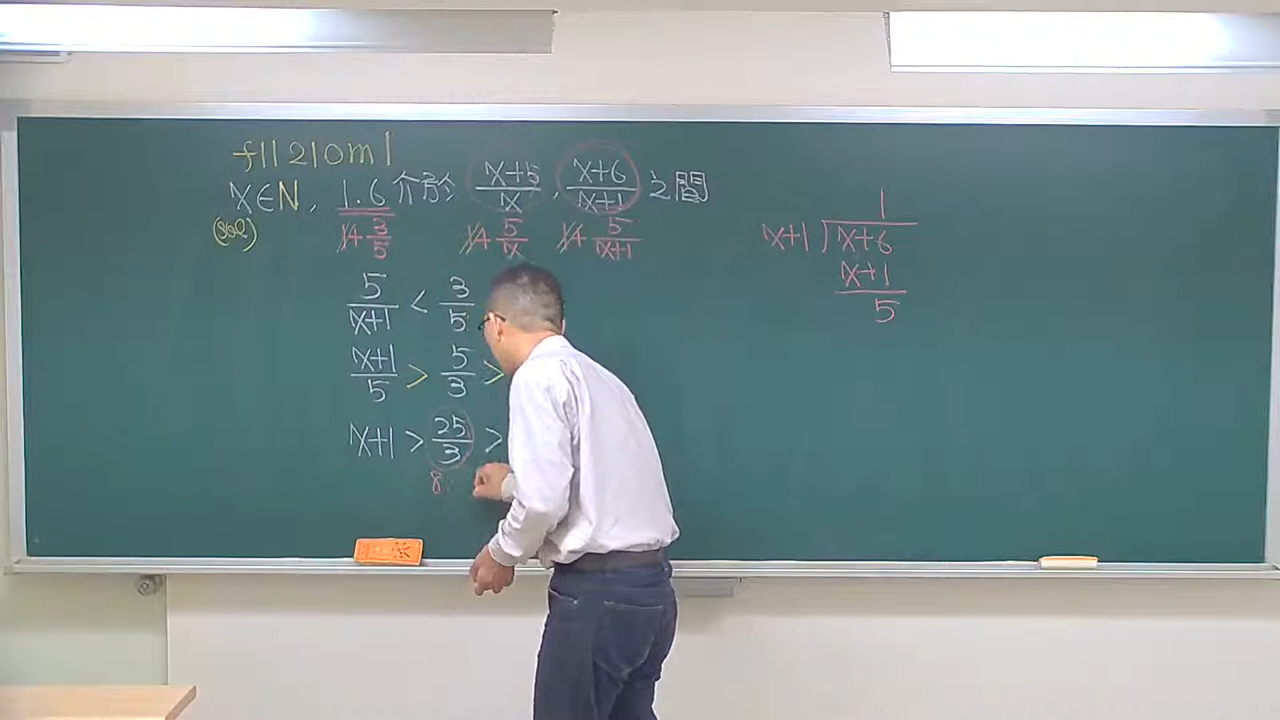 f11210m1
x∈N, 1.6介於 (x+5)/x, (x+6)/(x+1) 之間
(sol) 1+3/5 1+5/x 1+5/(x+1)
5/(x+1) < 3/5
(x+1)/5 > 5/3 >
x+1 > 25/3 >
8.
1
x+1 ) x+6
x+1
5